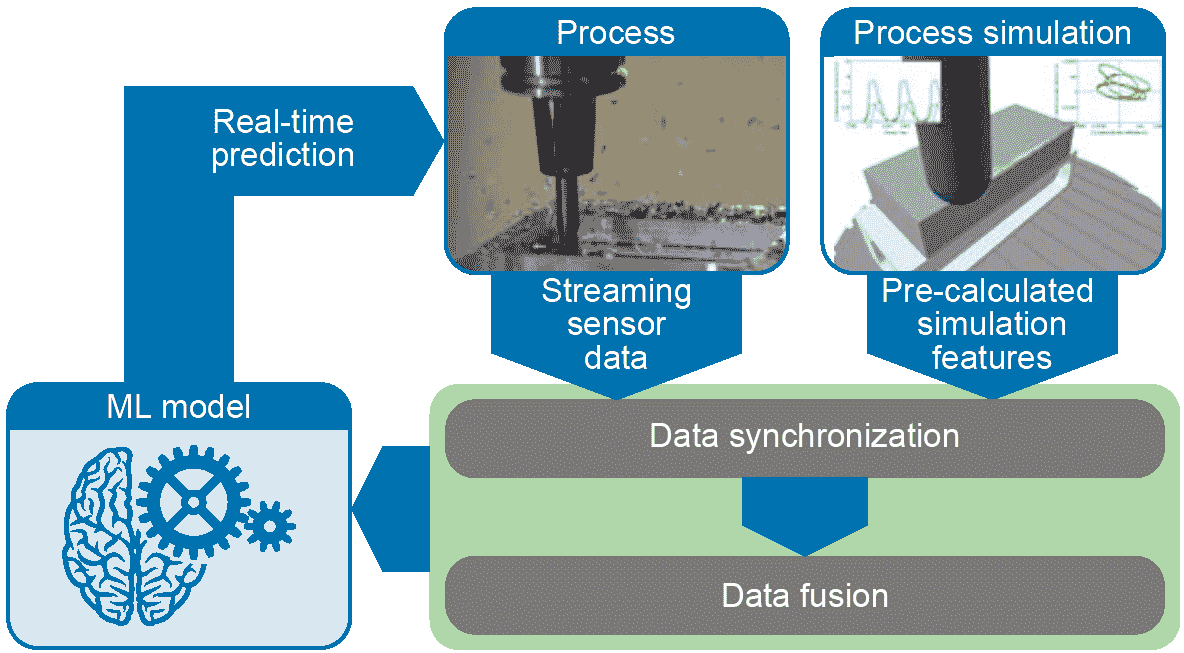 Process
Process simulation
Real-time
prediction
Streaming
sensor
data
Pre-calculated
simulation
features
ML model
Data synchronization
Data fusion